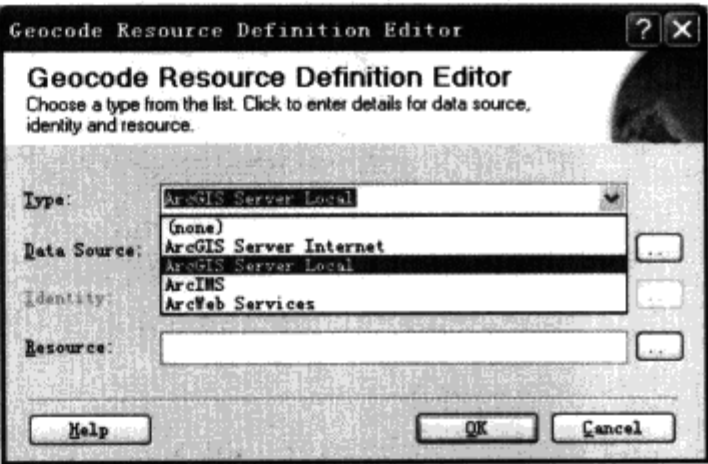 Geocode Resource Definition Editor
Geocode Resource Definition Editor
Choose a type from the list. Click to enter details for data source,
identity and resource.
Type: ArcGIS Server Local
(none)
Data Source: ArcGIS Server Internet ...
ArcGIS Server Local
Identity: ArcIMS ...
ArcWeb Services
Resource: ...
Help OK Cancel